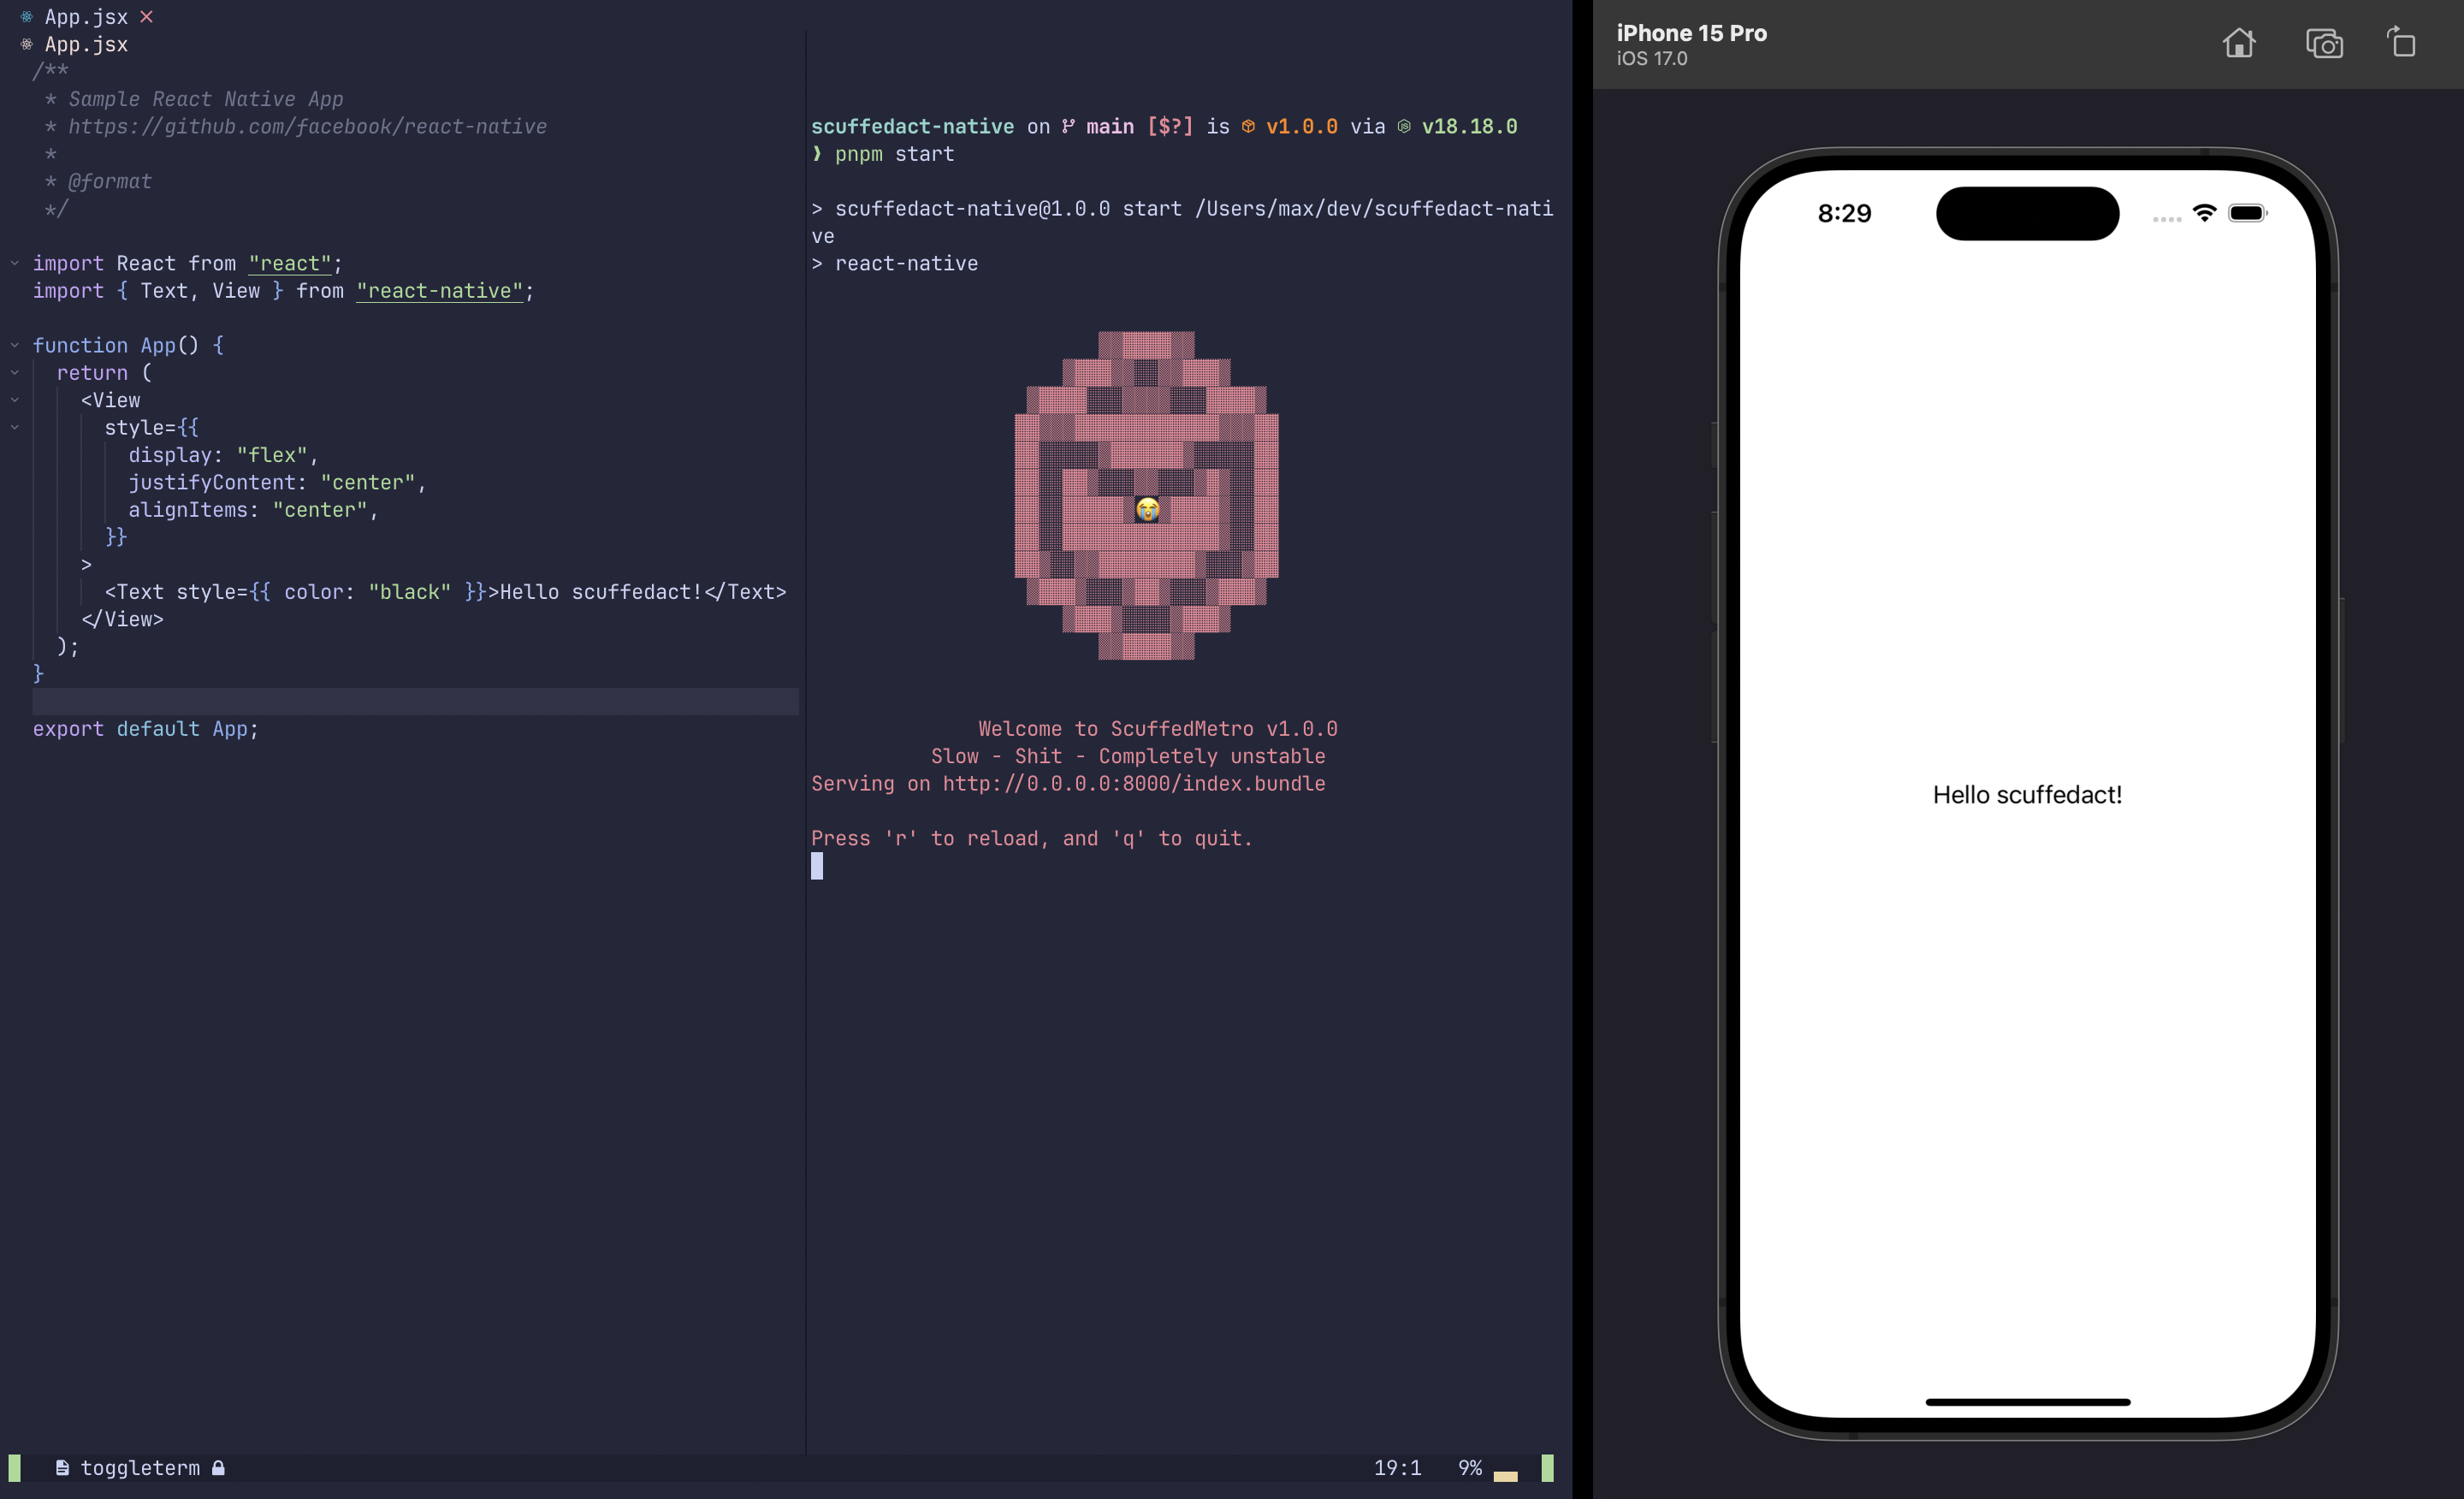 App.jsx
App.jsx
/**
 * Sample React Native App
 * https://github.com/facebook/react-native
 *
 * @format
 */
import React from "react";
import { Text, View } from "react-native";
function App() {
return (
<View
style={{
display: "flex",
justifyContent: "center",
alignItems: "center",
}}
>
<Text style={{ color: "black" }}>Hello scuffedact!</Text>
</View>
);
}
export default App;
scuffedact-native on main [$?] is v1.0.0 via v18.18.0
❯ pnpm start
> scuffedact-native@1.0.0 start /Users/max/dev/scuffedact-nati
ve
> react-native
😭
Welcome to ScuffedMetro v1.0.0
Slow - Shit - Completely unstable
Serving on http://0.0.0.0:8000/index.bundle
Press 'r' to reload, and 'q' to quit.
toggleterm
19:1 9%
iPhone 15 Pro
iOS 17.0
8:29
Hello scuffedact!